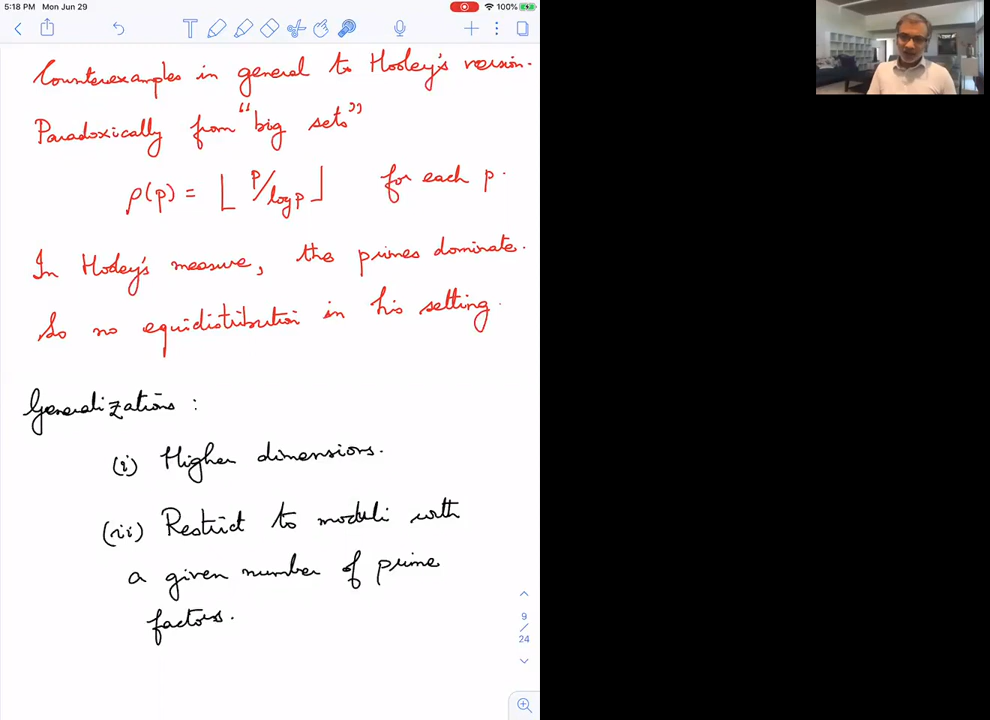 5:18 PM Mon Jun 29
100%
Counterexamples in general to Hooley's version.
Paradoxically from "big sets"
ρ(p) = ⌊ p/log p ⌋ for each p.
In Hooley's measure, the primes dominate.
So no equidistribution in his setting.
Generalizations :
(i) Higher dimensions.
(ii) Restrict to moduli with
a given number of prime
factors.
9
/
24